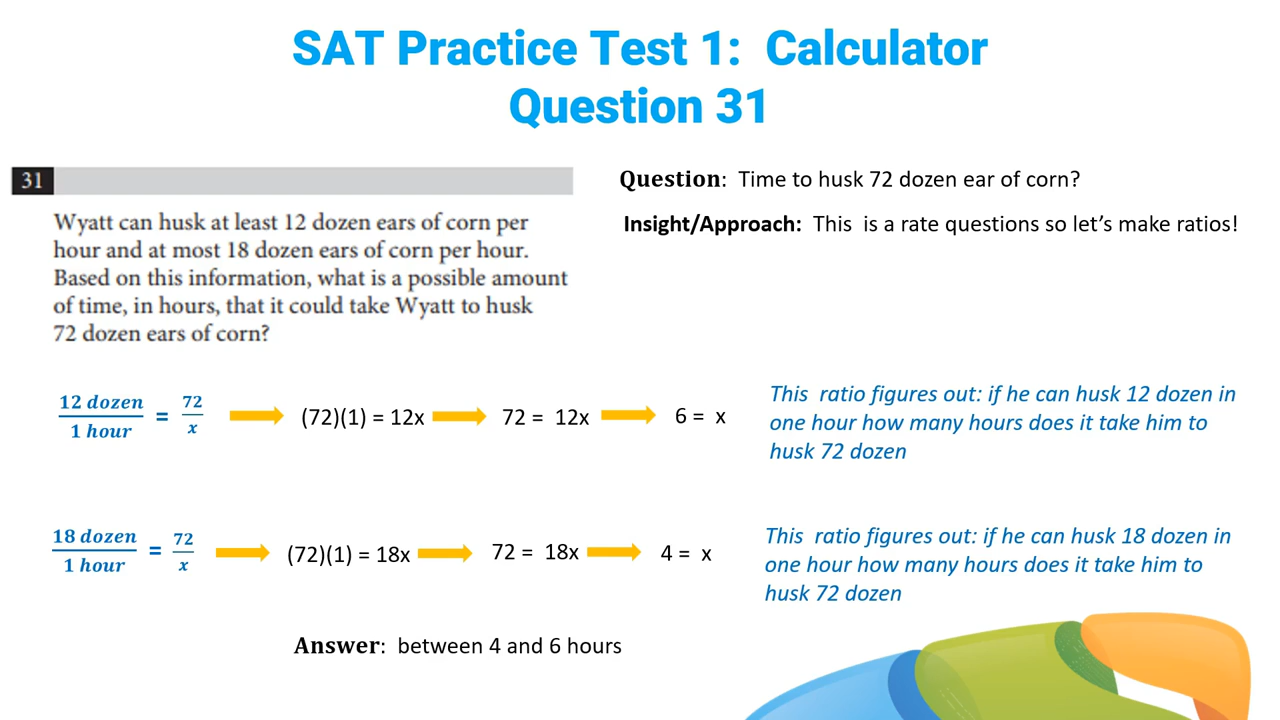 SAT Practice Test 1:  Calculator
Question 31
31
Wyatt can husk at least 12 dozen ears of corn per
hour and at most 18 dozen ears of corn per hour.
Based on this information, what is a possible amount
of time, in hours, that it could take Wyatt to husk
72 dozen ears of corn?
Question:  Time to husk 72 dozen ear of corn?
Insight/Approach:  This  is a rate questions so let's make ratios!
12 dozen / 1 hour = 72 / x → (72)(1) = 12x → 72 =  12x → 6 =  x
This  ratio figures out: if he can husk 12 dozen in
one hour how many hours does it take him to
husk 72 dozen
18 dozen / 1 hour = 72 / x → (72)(1) = 18x → 72 =  18x → 4 =  x
This  ratio figures out: if he can husk 18 dozen in
one hour how many hours does it take him to
husk 72 dozen
Answer:  between 4 and 6 hours